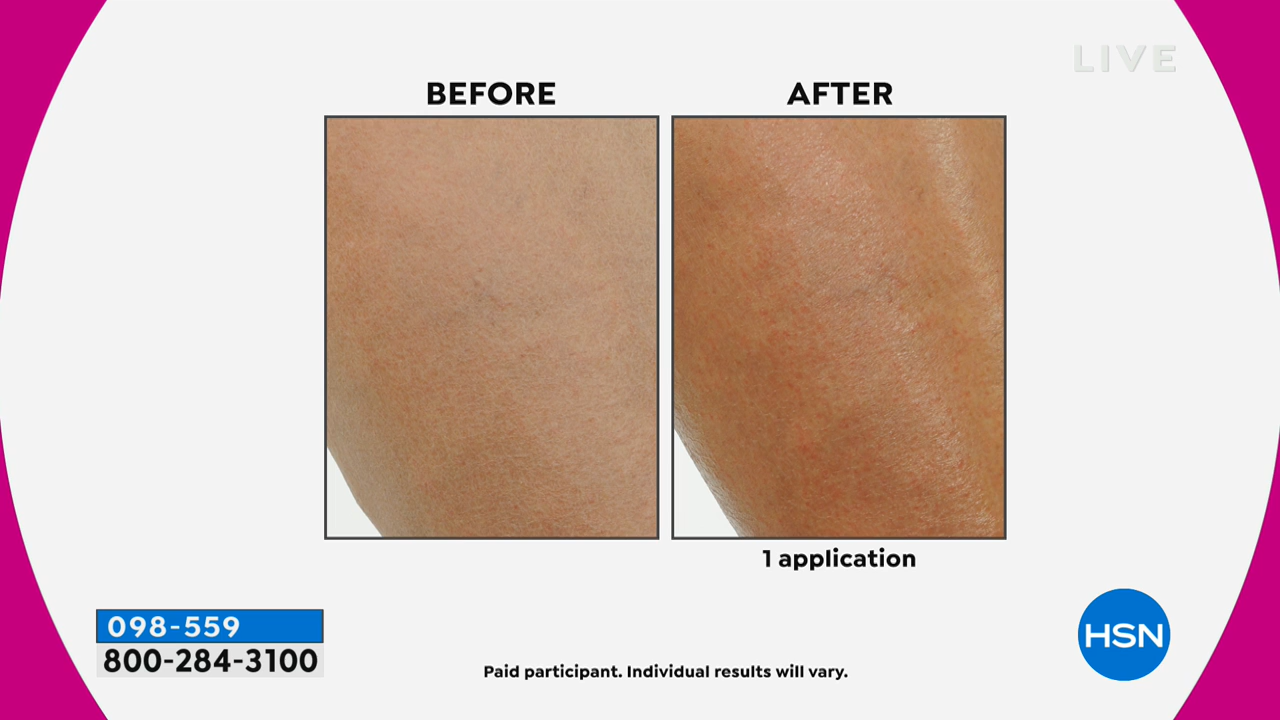 LIVE
BEFORE
AFTER
1 application
098-559
800-284-3100
HSN
Paid participant. Individual results will vary.